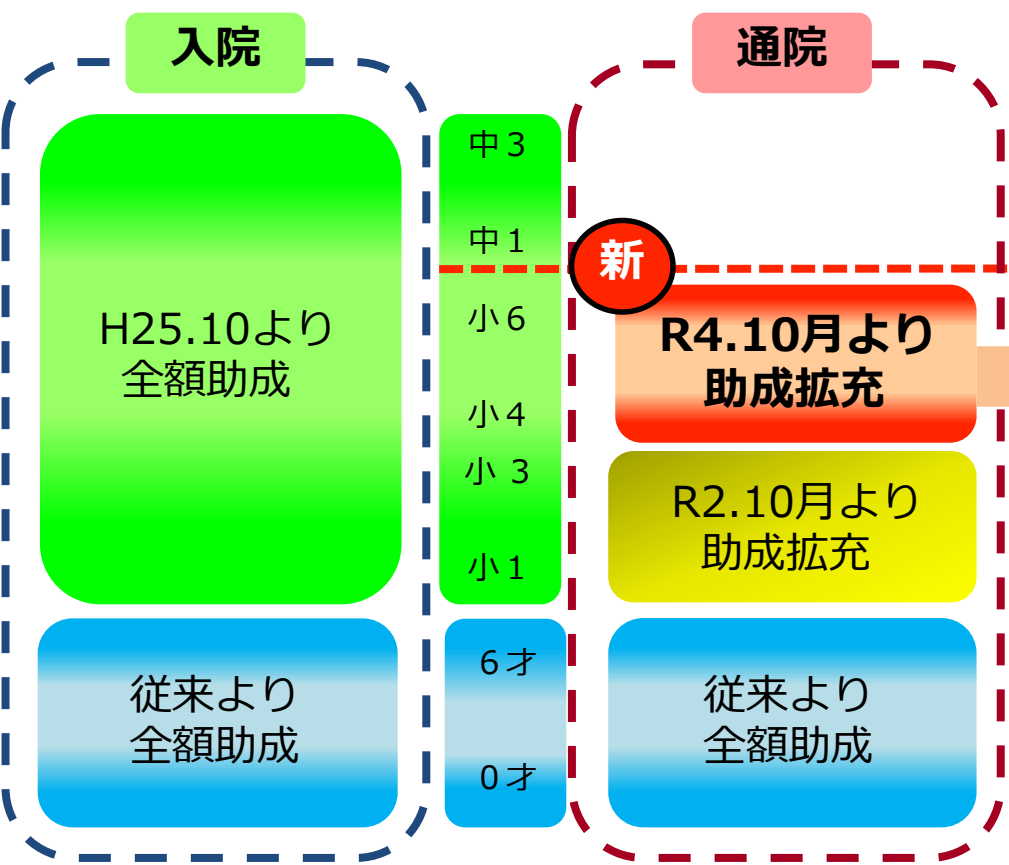 入院
H25.10より
全額助成
従来より
全額助成
中3
中1
小6
小4
小 3
小1
6才
0才
通院
新
R4.10月より
助成拡充
R2.10月より
助成拡充
従来より
全額助成